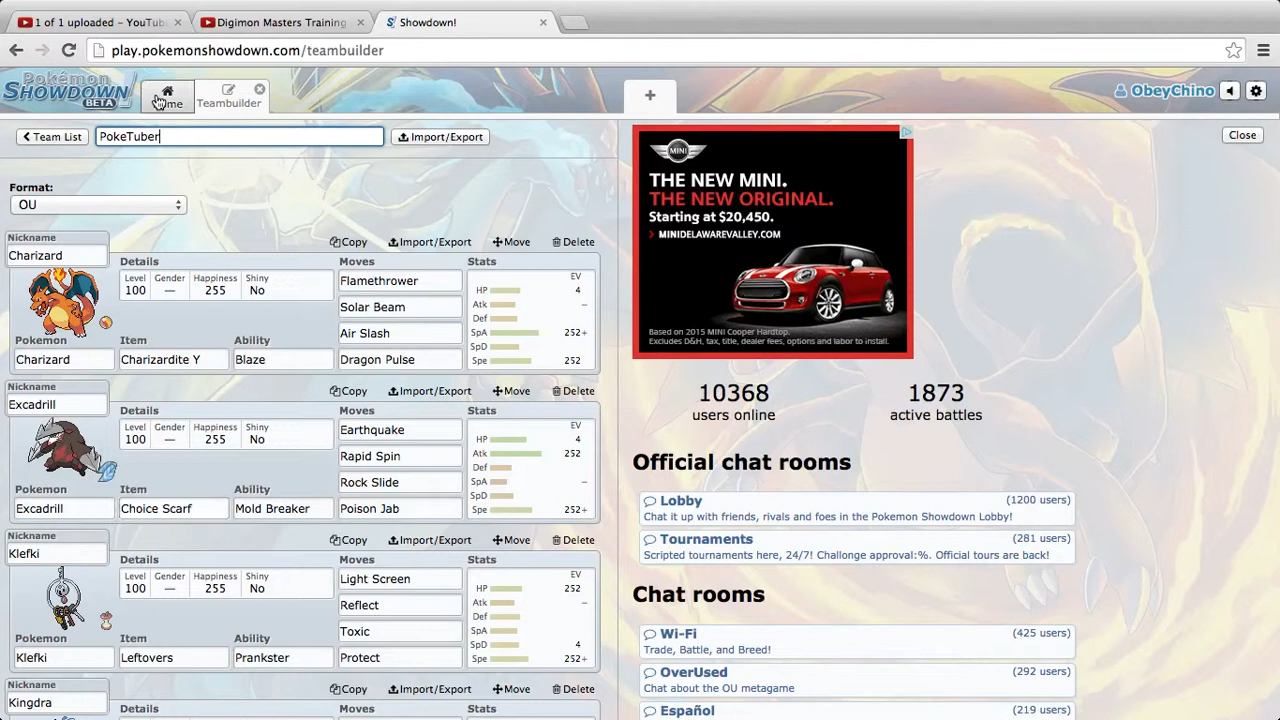 1 of 1 uploaded – YouTub
Digimon Masters Training
Showdown!
play.pokemonshowdown.com/teambuilder
Pokémon
SHOWDOWN
BETA
Teambuilder
+
ObeyChino
Team List
PokeTuber
Import/Export
Close
Format:
OU
Nickname
Charizard
Copy Import/Export Move Delete
Details Moves Stats
Level Gender Happiness Shiny
100 — 255 No
Flamethrower
Solar Beam
Air Slash
Dragon Pulse
EV
HP 4
Atk –
Def
SpA 252+
SpD
Spe 252
Pokemon Item Ability
Charizard Charizardite Y Blaze
Nickname
Excadrill
Copy Import/Export Move Delete
Details Moves Stats
Level Gender Happiness Shiny
100 — 255 No
Earthquake
Rapid Spin
Rock Slide
Poison Jab
EV
HP 4
Atk 252
Def
SpA –
SpD
Spe 252+
Pokemon Item Ability
Excadrill Choice Scarf Mold Breaker
Nickname
Klefki
Copy Import/Export Move Delete
Details Moves Stats
Level Gender Happiness Shiny
100 — 255 No
Light Screen
Reflect
Toxic
Protect
EV
HP 252
Atk –
Def
SpA
SpD 4
Spe 252+
Pokemon Item Ability
Klefki Leftovers Prankster
Nickname
Kingdra
Copy Import/Export Move Delete
Details Moves Stats
MINI
THE NEW MINI.
THE NEW ORIGINAL.
Starting at $20,450.
MINIDELAWAREVALLEY.COM
Based on 2015 MINI Cooper Hardtop.
Excludes D&H, tax, title, dealer fees, options and labor to install.
10368 1873
users online active battles
Official chat rooms
Lobby (1200 users)
Chat it up with friends, rivals and foes in the Pokemon Showdown Lobby!
Tournaments (281 users)
Scripted tournaments here, 24/7! Challonge approval:%. Official tours are back!
Chat rooms
Wi-Fi (425 users)
Trade, Battle, and Breed!
OverUsed (292 users)
Chat about the OU metagame
Español (219 users)